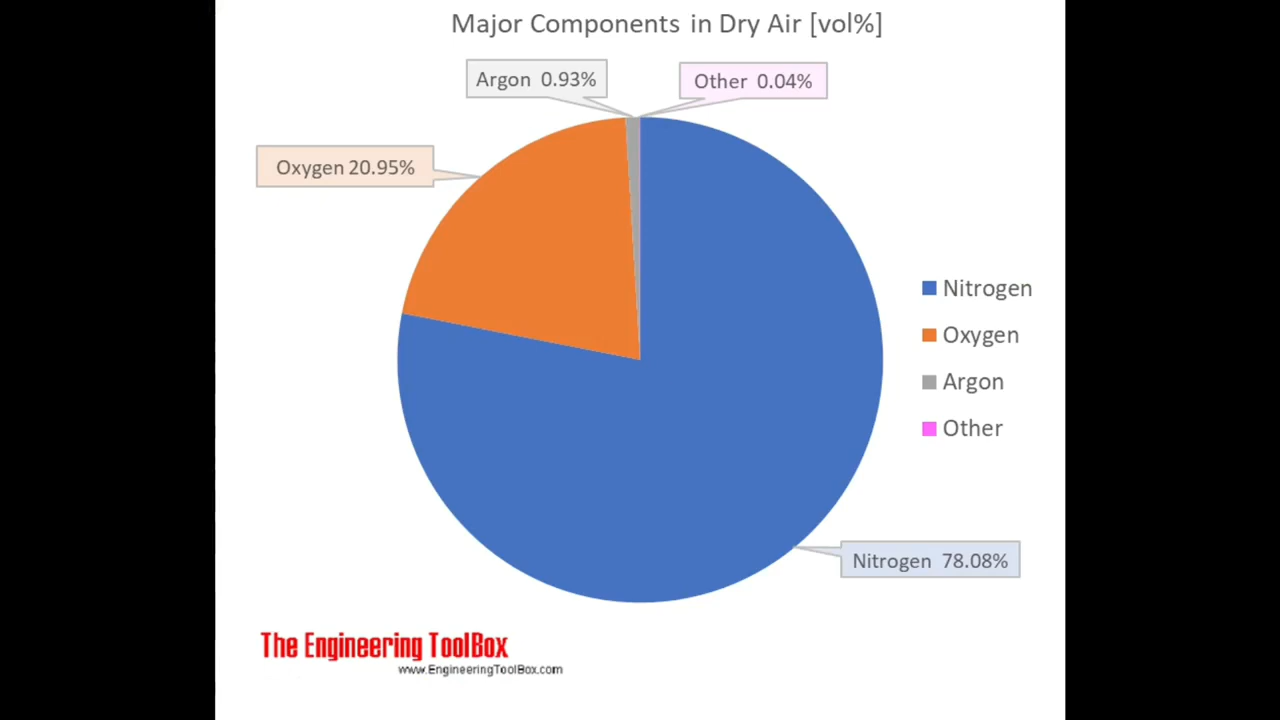 Major Components in Dry Air [vol%]
Argon 0.93%
Other 0.04%
Oxygen 20.95%
Nitrogen
Oxygen
Argon
Other
Nitrogen 78.08%
The Engineering ToolBox
www.EngineeringToolBox.com